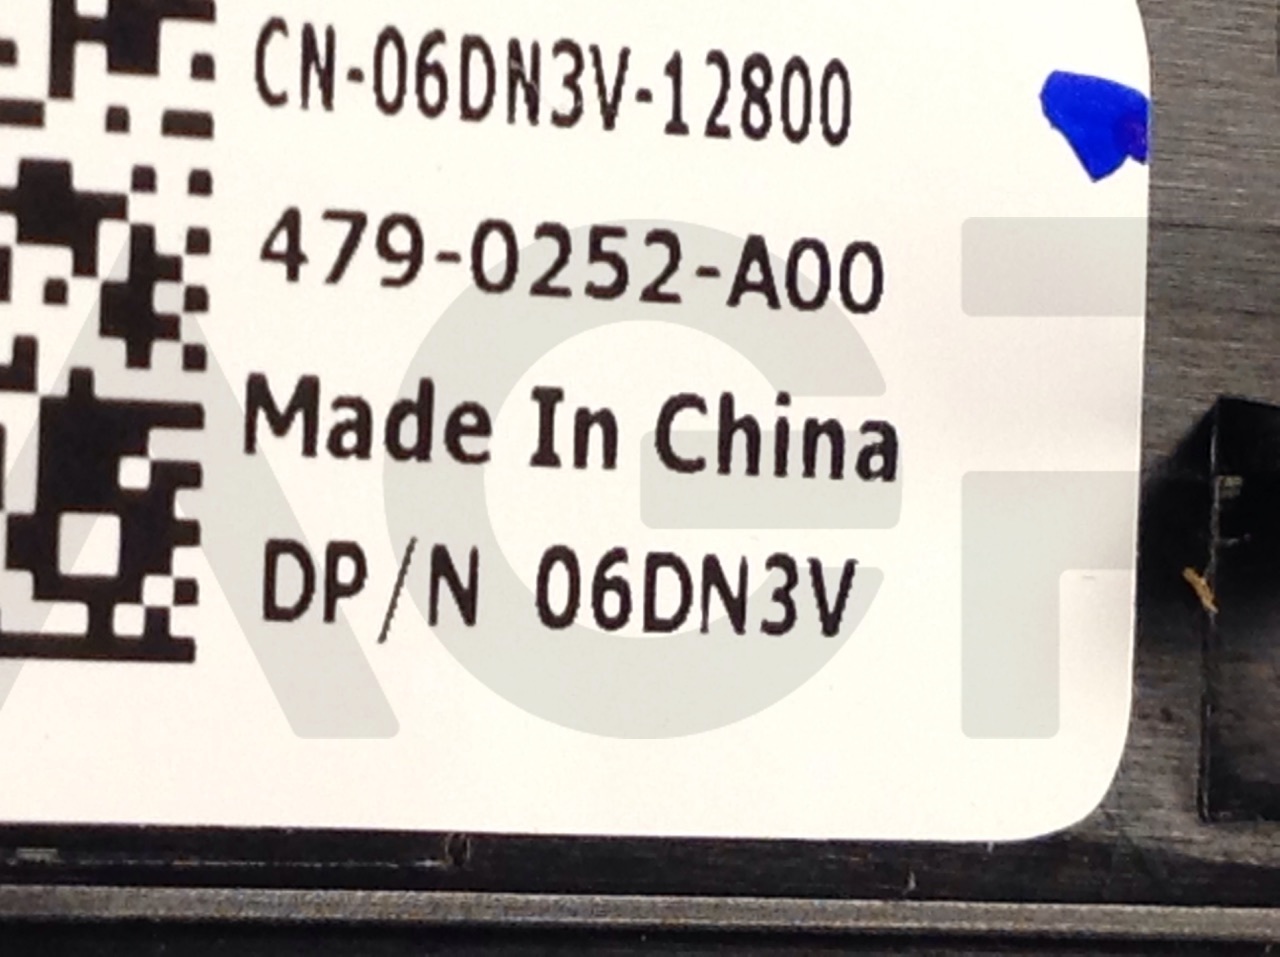 CN-06DN3V-12800
479-0252-A00
Made In China
DP/N 06DN3V